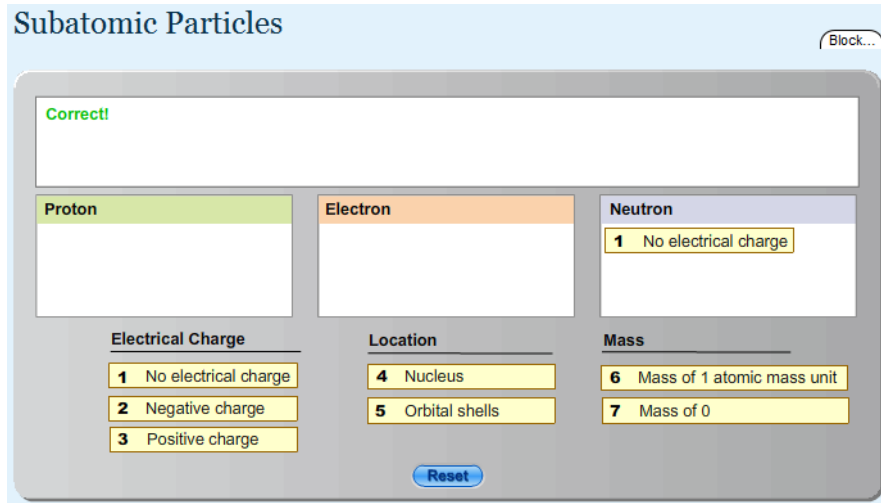 Subatomic Particles
Block...
Correct!
Proton
Electron
Neutron
1 No electrical charge
Electrical Charge
Location
Mass
1 No electrical charge
4 Nucleus
6 Mass of 1 atomic mass unit
2 Negative charge
5 Orbital shells
7 Mass of 0
3 Positive charge
Reset